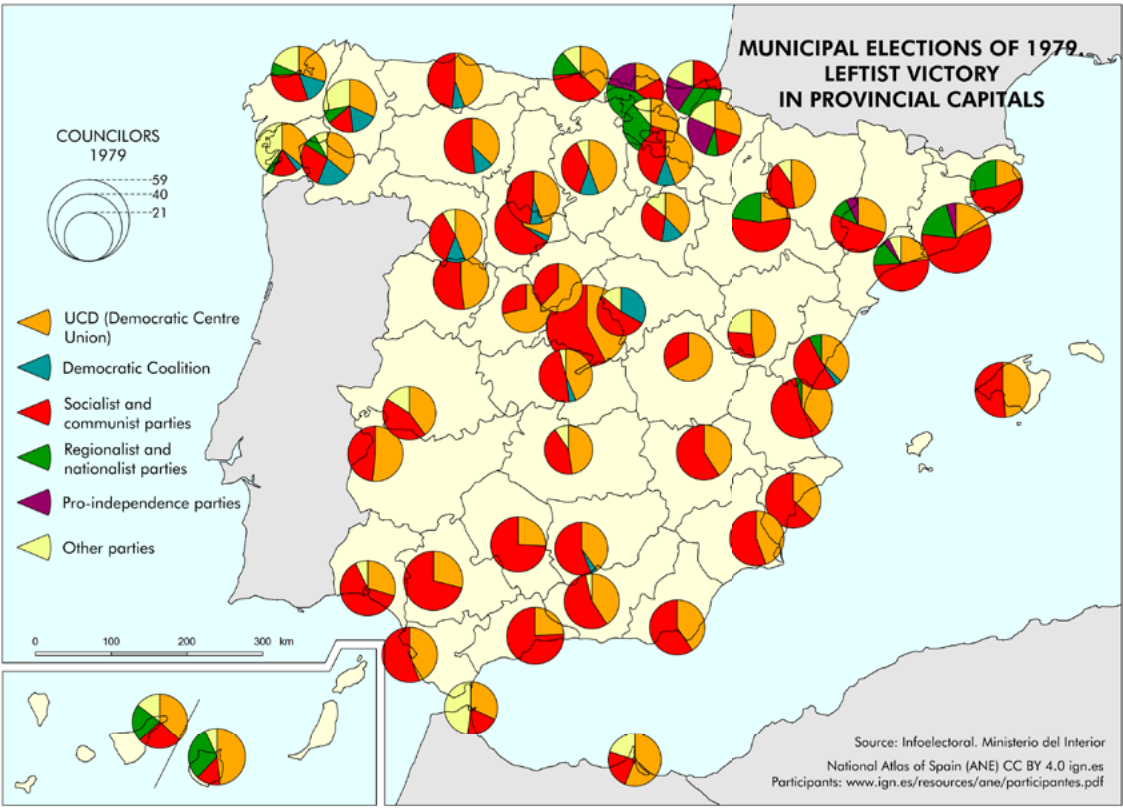 MUNICIPAL ELECTIONS OF 1979.
LEFTIST VICTORY
IN PROVINCIAL CAPITALS
COUNCILORS
1979
59
40
21
UCD (Democratic Centre
Union)
Democratic Coalition
Socialist and
communist parties
Regionalist and
nationalist parties
Pro-independence parties
Other parties
0 100 200 300 km
Source: Infoelectoral. Ministerio del Interior
National Atlas of Spain (ANE) CC BY 4.0 ign.es
Participants: www.ign.es/resources/ane/participantes.pdf